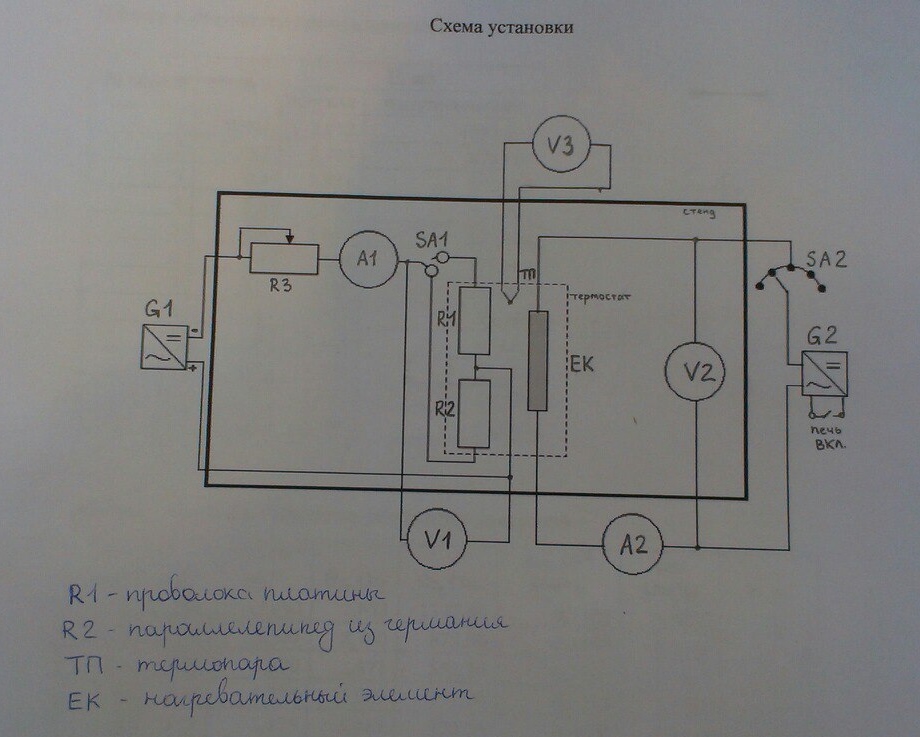 Схема установки
V3
стенд
SA1
A1
R3
ТП
термостат
SA2
G1
-
+
R1
EK
V2
G2
R2
печь
ВКЛ.
V1
A2
R1 - проволока платины
R2 - параллелепипед из германия
ТП - термопара
ЕК - нагревательный элемент